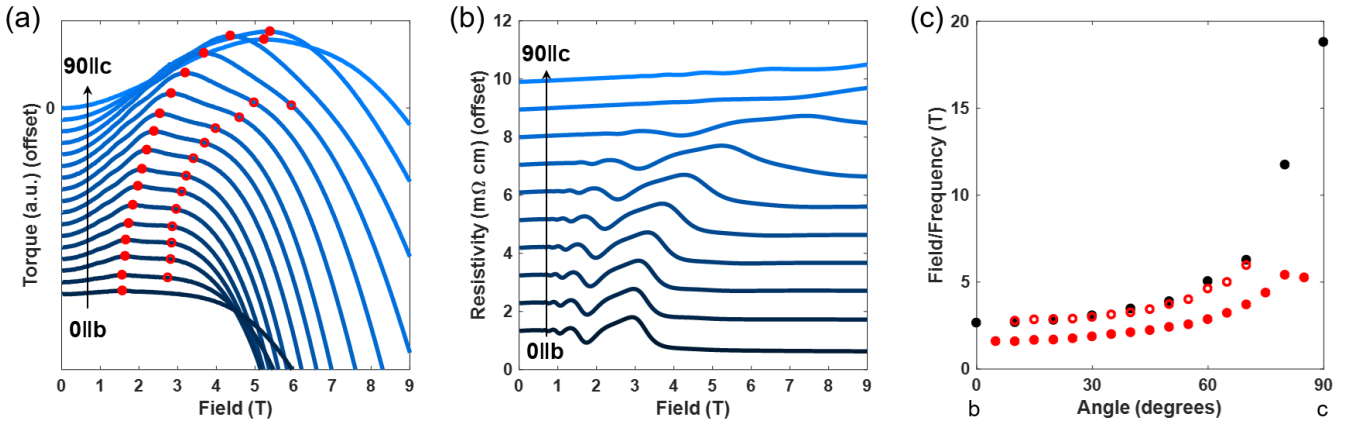 (a)
Torque (a.u.) (offset)
0
90||c
0||b
0 1 2 3 4 5 6 7 8 9
Field (T)
(b)
Resistivity (mΩ cm) (offset)
12
10
8
6
4
2
0
90||c
0||b
0 1 2 3 4 5 6 7 8 9
Field (T)
(c)
Field/Frequency (T)
20
15
10
5
0
0 30 60 90
b c
Angle (degrees)